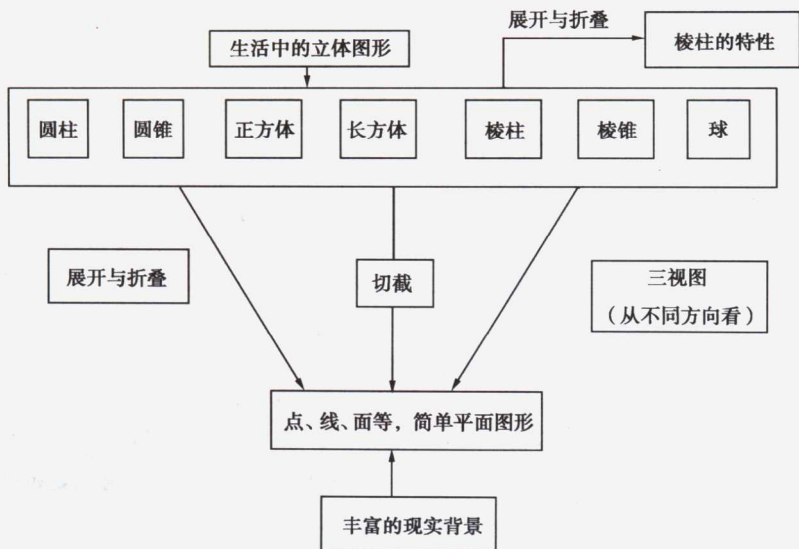 展开与折叠
生活中的立体图形
棱柱的特性
圆柱
圆锥
正方体
长方体
棱柱
棱锥
球
展开与折叠
切截
三视图
（从不同方向看）
点、线、面等，简单平面图形
丰富的现实背景